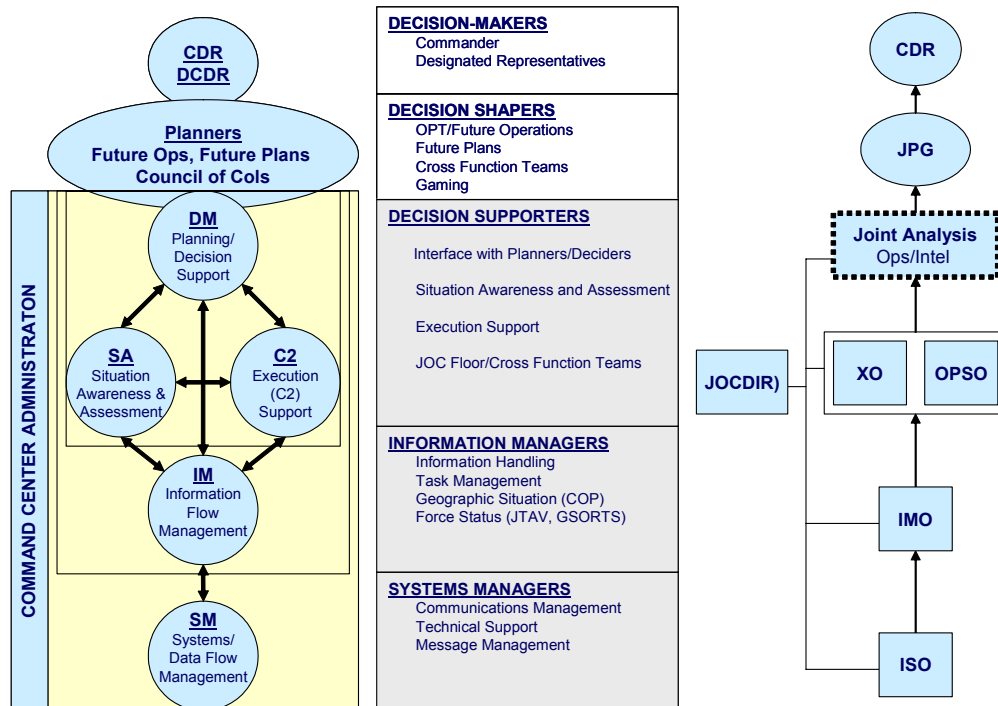 CDR
DCDR
Planners
Future Ops, Future Plans
Council of Cols
COMMAND CENTER ADMINISTRATON
DM
Planning/
Decision
Support
SA
Situation
Awareness &
Assessment
C2
Execution
(C2)
Support
IM
Information
Flow
Management
SM
Systems/
Data Flow
Management
DECISION-MAKERS
Commander
Designated Representatives
DECISION SHAPERS
OPT/Future Operations
Future Plans
Cross Function Teams
Gaming
DECISION SUPPORTERS
Interface with Planners/Deciders
Situation Awareness and Assessment
Execution Support
JOC Floor/Cross Function Teams
INFORMATION MANAGERS
Information Handling
Task Management
Geographic Situation (COP)
Force Status (JTAV, GSORTS)
SYSTEMS MANAGERS
Communications Management
Technical Support
Message Management
CDR
JPG
Joint Analysis
Ops/Intel
JOCDIR)
XO
OPSO
IMO
ISO